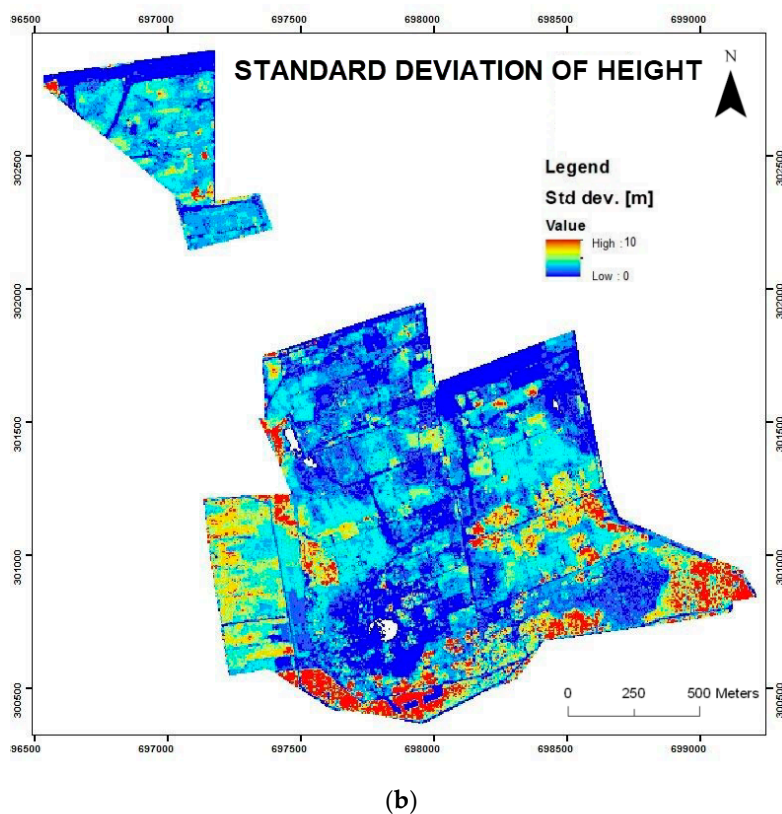 96500 697000 697500 698000 698500 699000
STANDARD DEVIATION OF HEIGHT
N
302500
302500
Legend
Std dev. [m]
Value
High : 10
Low : 0
302000
302000
301500
301500
301000
301000
300500
300500
0 250 500 Meters
96500 697000 697500 698000 698500 699000
(b)